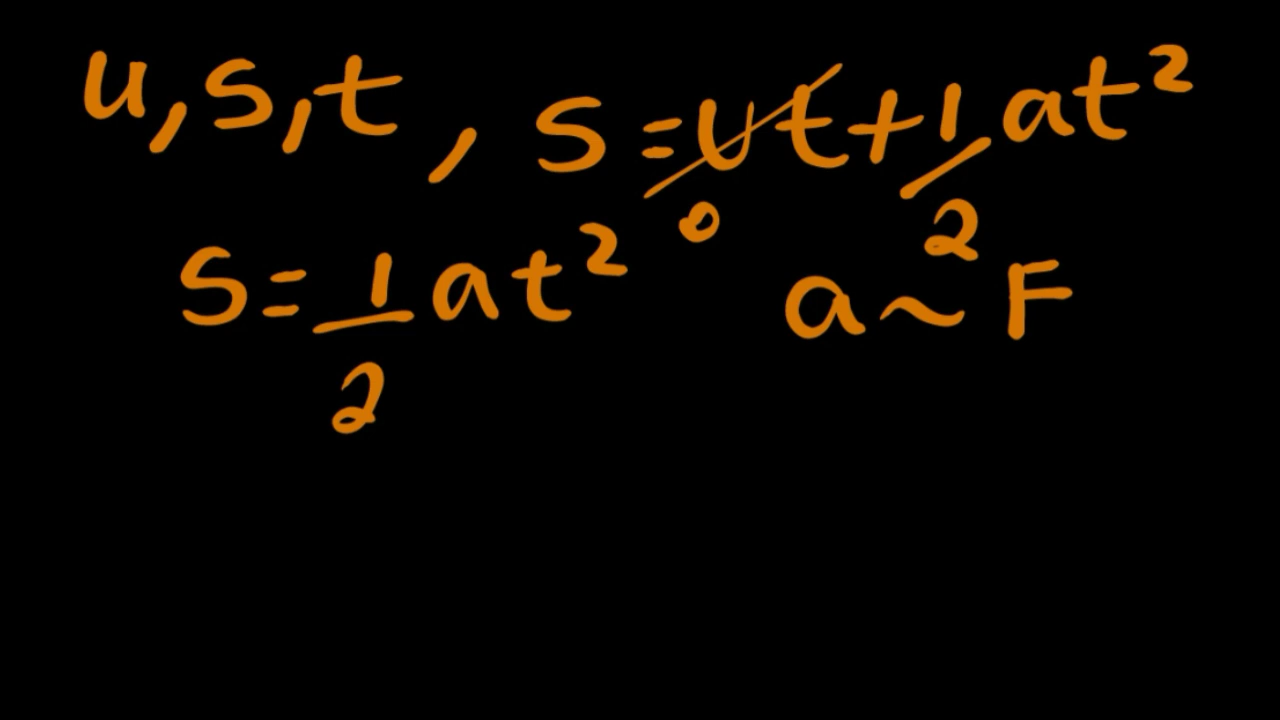 u, s, t, s = ut + 1/2 at²
0
s = 1/2 at² a ~ F